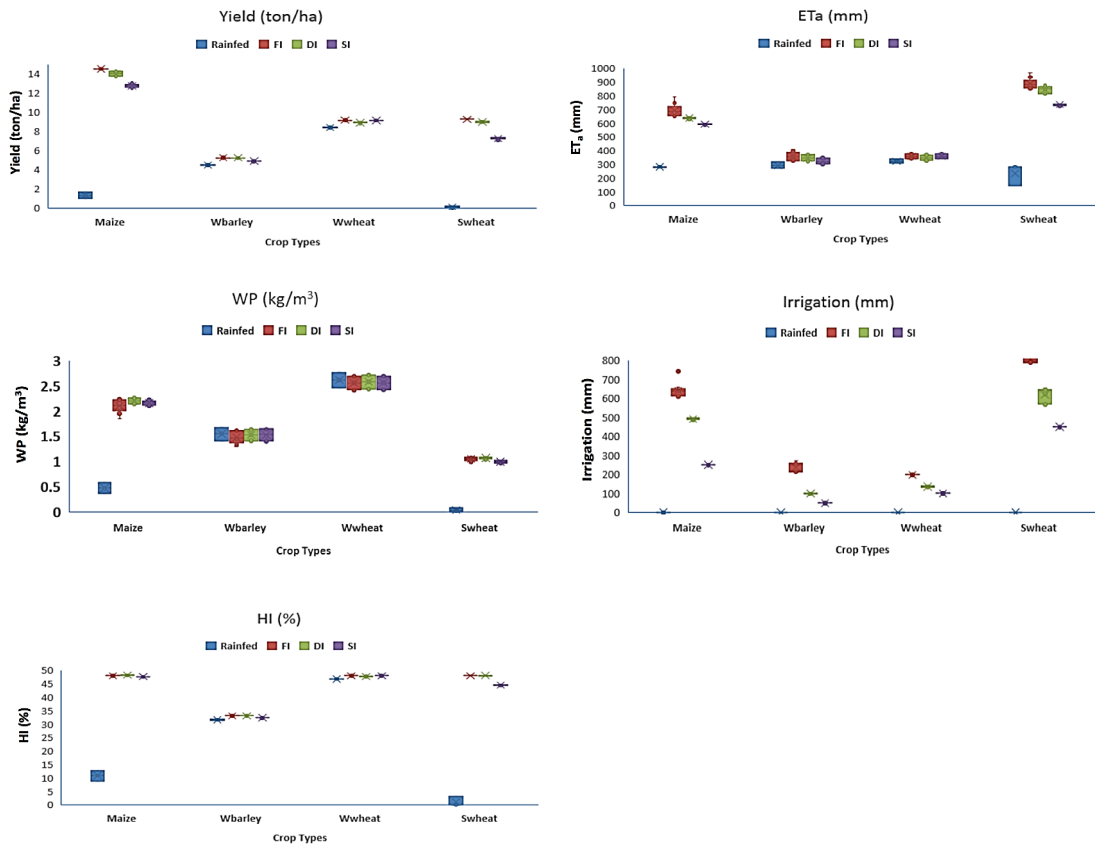 Yield (ton/ha)
Rainfed FI DI SI
Yield (ton/ha)
14
12
10
8
6
4
2
0
Maize Wbarley Wwheat Swheat
Crop Types
ETa (mm)
Rainfed FI DI SI
ETa (mm)
1000
900
800
700
600
500
400
300
200
100
0
Maize Wbarley Wwheat Swheat
Crop Types
WP (kg/m³)
Rainfed FI DI SI
WP (kg/m³)
3
2.5
2
1.5
1
0.5
0
Maize Wbarley Wwheat Swheat
Crop Types
Irrigation (mm)
Rainfed FI DI SI
Irrigation (mm)
800
700
600
500
400
300
200
100
0
Maize Wbarley Wwheat Swheat
Crop Types
HI (%)
Rainfed FI DI SI
HI (%)
50
45
40
35
30
25
20
15
10
5
0
Maize Wbarley Wwheat Swheat
Crop Types